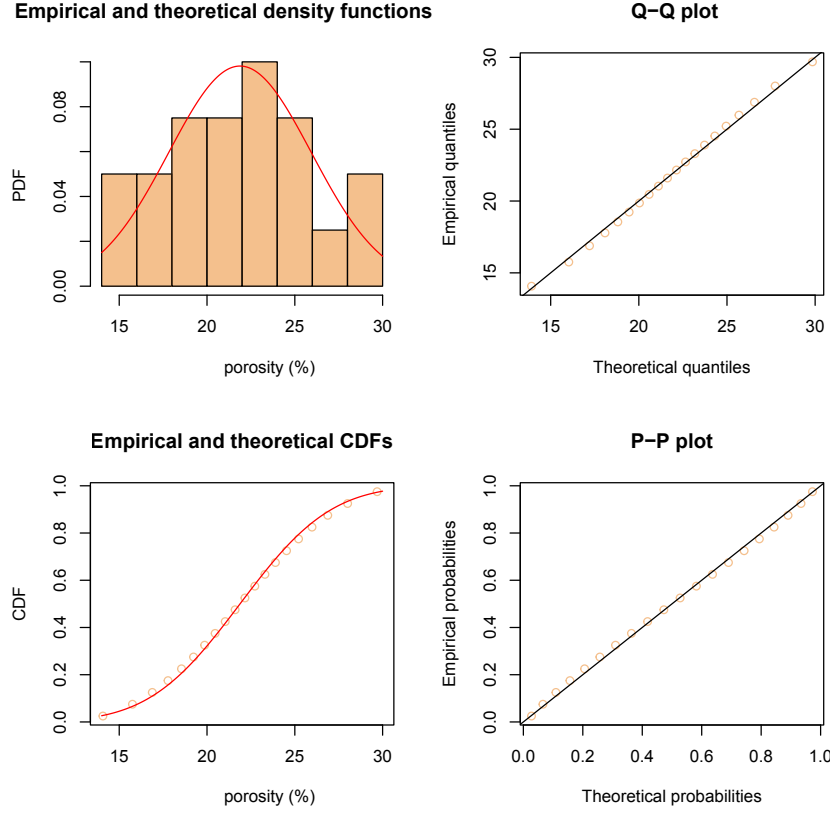 Empirical and theoretical density functions
PDF
0.00
0.04
0.08
15 20 25 30
porosity (%)
Q−Q plot
Empirical quantiles
15
20
25
30
15 20 25 30
Theoretical quantiles
Empirical and theoretical CDFs
CDF
0.0
0.2
0.4
0.6
0.8
1.0
15 20 25 30
porosity (%)
P−P plot
Empirical probabilities
0.0
0.2
0.4
0.6
0.8
1.0
0.0 0.2 0.4 0.6 0.8 1.0
Theoretical probabilities